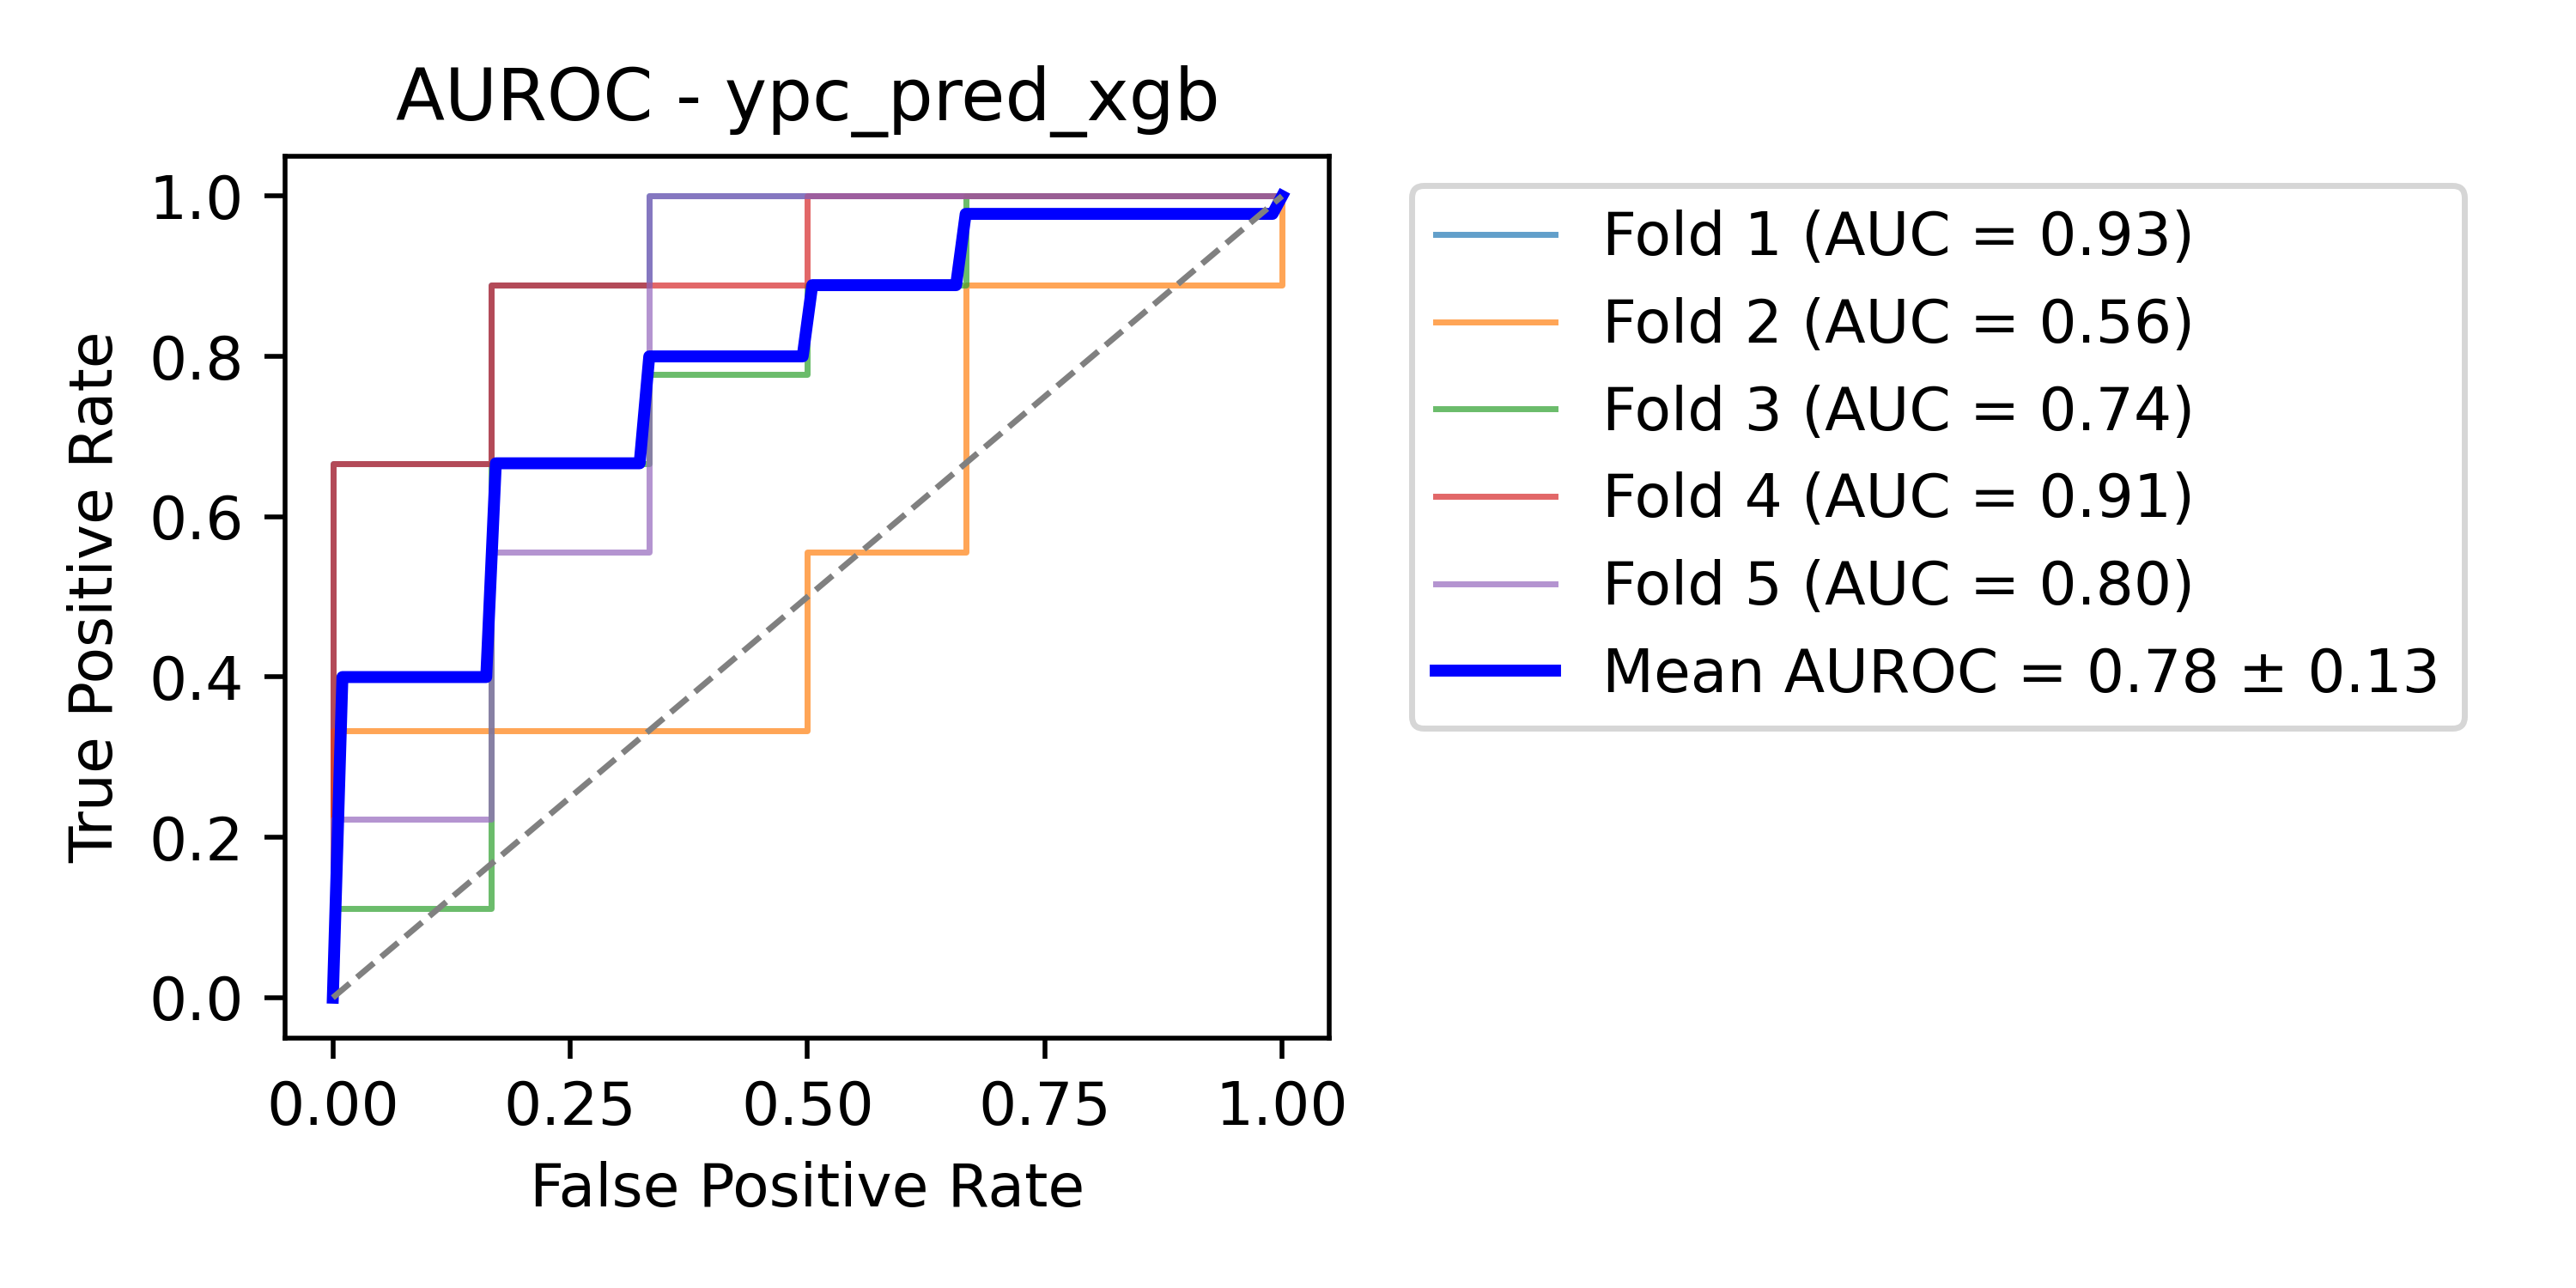 AUROC - ypc_pred_xgb
True Positive Rate
1.0
0.8
0.6
0.4
0.2
0.0
0.00 0.25 0.50 0.75 1.00
False Positive Rate
Fold 1 (AUC = 0.93)
Fold 2 (AUC = 0.56)
Fold 3 (AUC = 0.74)
Fold 4 (AUC = 0.91)
Fold 5 (AUC = 0.80)
Mean AUROC = 0.78 ± 0.13